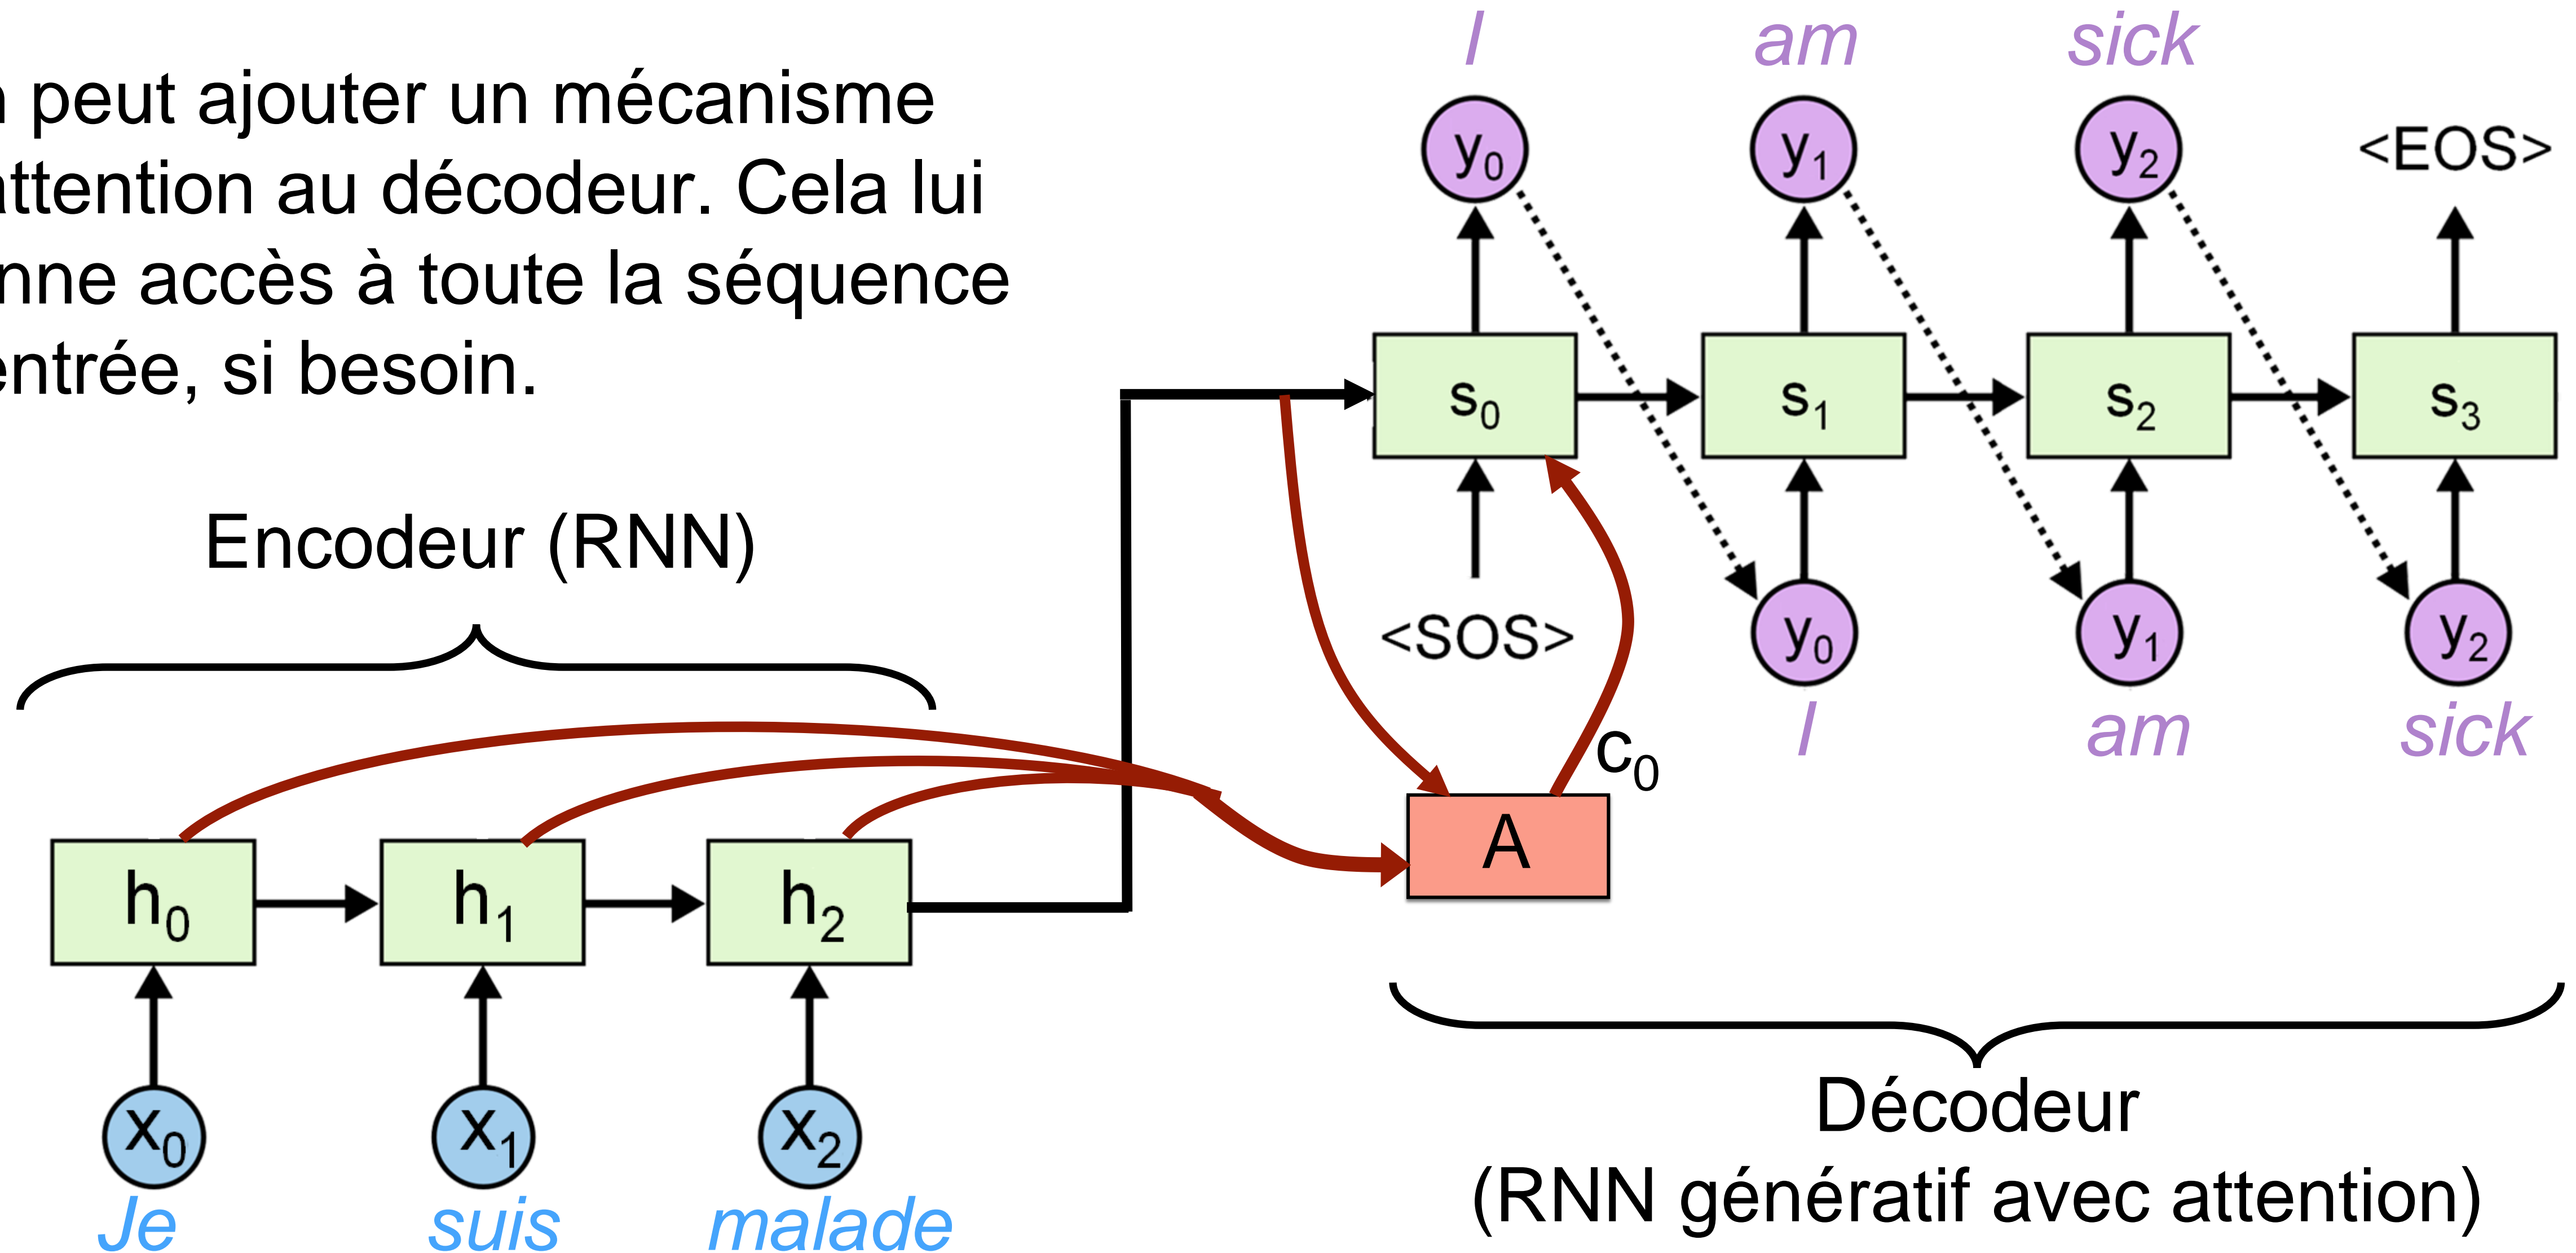 peut ajouter un mécanisme
attention au décodeur. Cela lui
nne accès à toute la séquence
entrée, si besoin.
I am sick
y0 y1 y2 <EOS>
s0 s1 s2 s3
<SOS> y0 y1 y2
I am sick
c0
A
Encodeur (RNN)
h0 h1 h2
x0 x1 x2
Je suis malade
Décodeur
(RNN génératif avec attention)